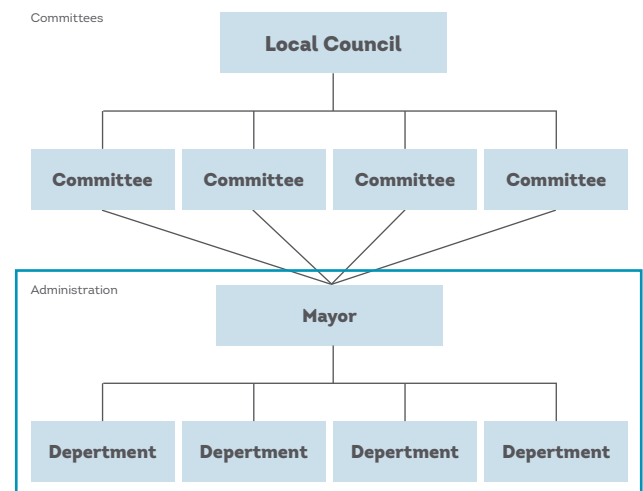 Committees
Local Council
Committee
Committee
Committee
Committee
Administration
Mayor
Depertment
Depertment
Depertment
Depertment